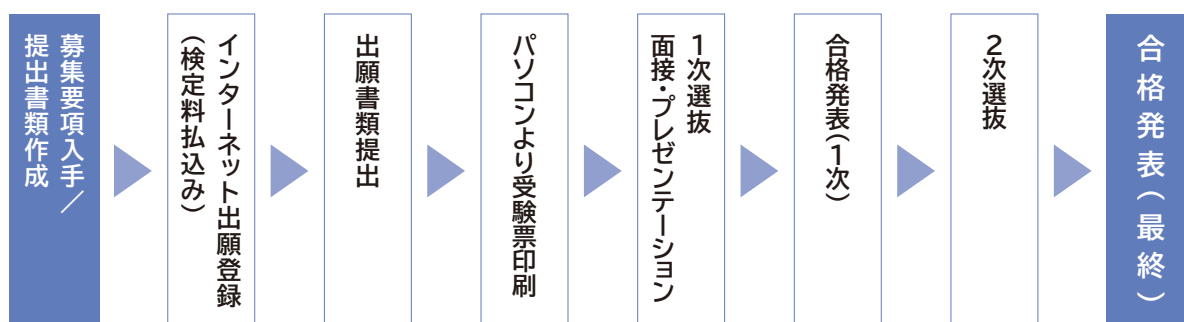 募集要項入手／
提出書類作成
インターネット出願登録
（検定料払込み）
出願書類提出
パソコンより受験票印刷
1次選抜
面接・プレゼンテーション
合格発表（1次）
2次選抜
合格発表（最終）